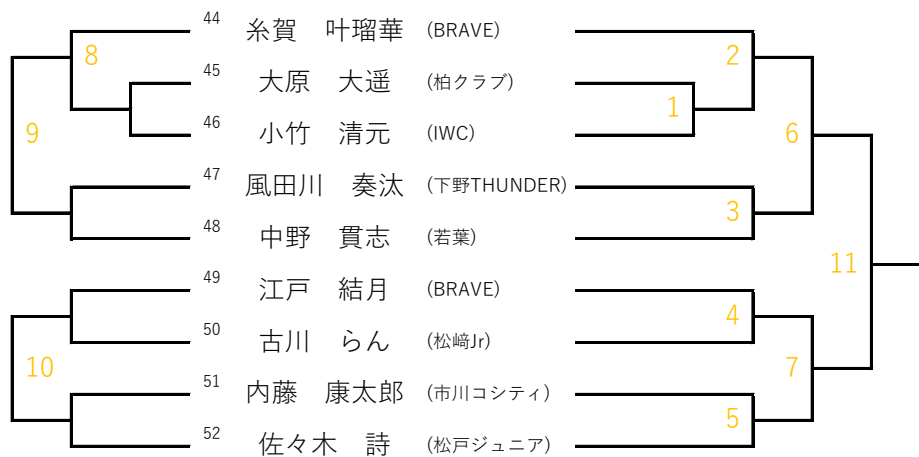 44 糸賀　叶瑠華 (BRAVE)
8 2
45 大原　大遥 (柏クラブ)
1
46 小竹　清元 (IWC)
9 6
47 風田川　奏汰 (下野THUNDER)
3
48 中野　貫志 (若葉)
11
49 江戸　結月 (BRAVE)
4
50 古川　らん (松﨑Jr)
10 7
51 内藤　康太郎 (市川コシティ)
5
52 佐々木　詩 (松戸ジュニア)